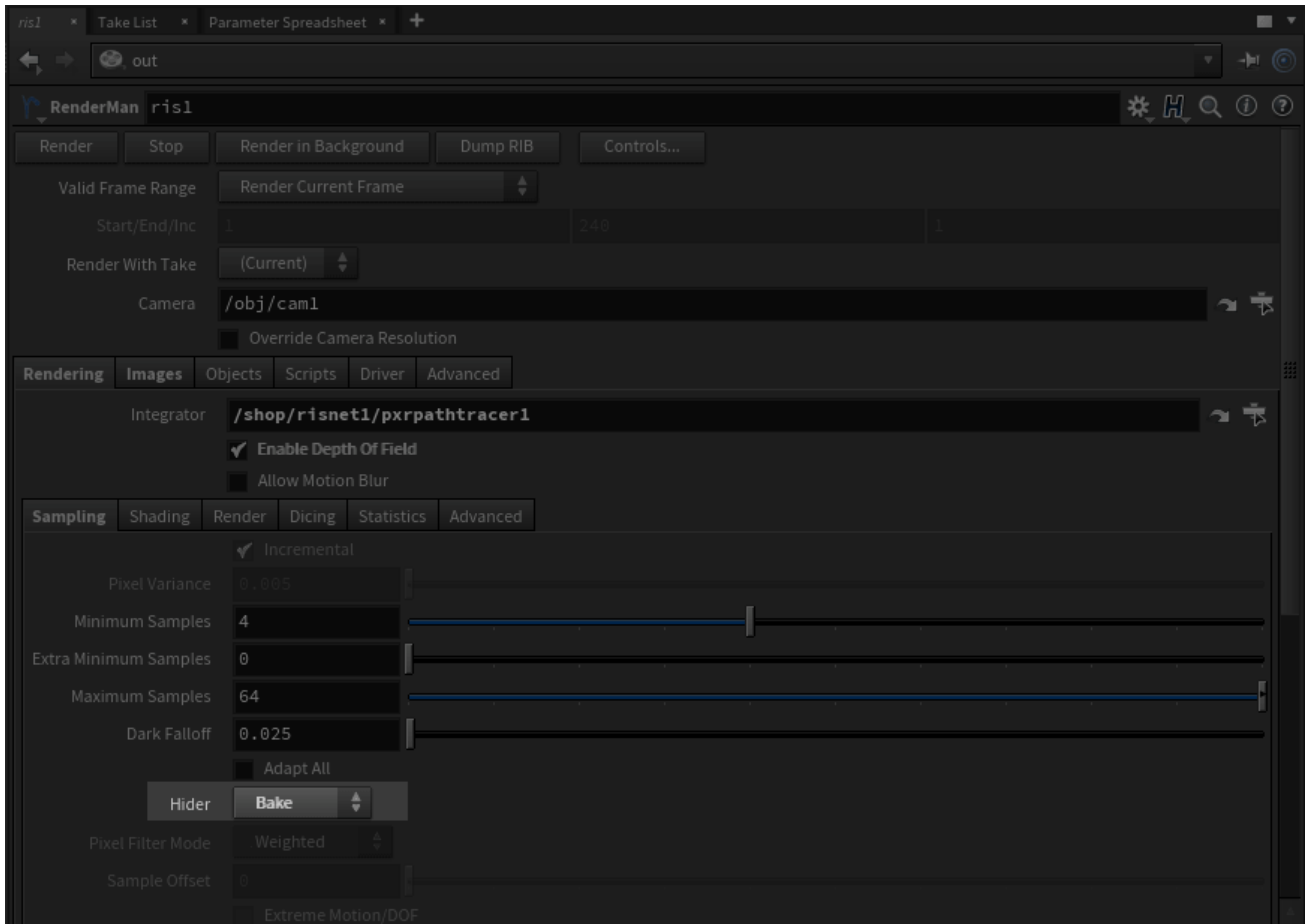 ris1 × Take List × Parameter Spreadsheet × +
out
RenderMan ris1
Render Stop Render in Background Dump RIB Controls...
Valid Frame Range Render Current Frame
Start/End/Inc 1 240 1
Render With Take (Current)
Camera /obj/cam1
Override Camera Resolution
Rendering Images Objects Scripts Driver Advanced
Integrator /shop/risnet1/pxrpathtracer1
Enable Depth Of Field
Allow Motion Blur
Sampling Shading Render Dicing Statistics Advanced
Incremental
Pixel Variance 0.005
Minimum Samples 4
Extra Minimum Samples 0
Maximum Samples 64
Dark Falloff 0.025
Adapt All
Hider Bake
Pixel Filter Mode Weighted
Sample Offset 0
Extreme Motion/DOF